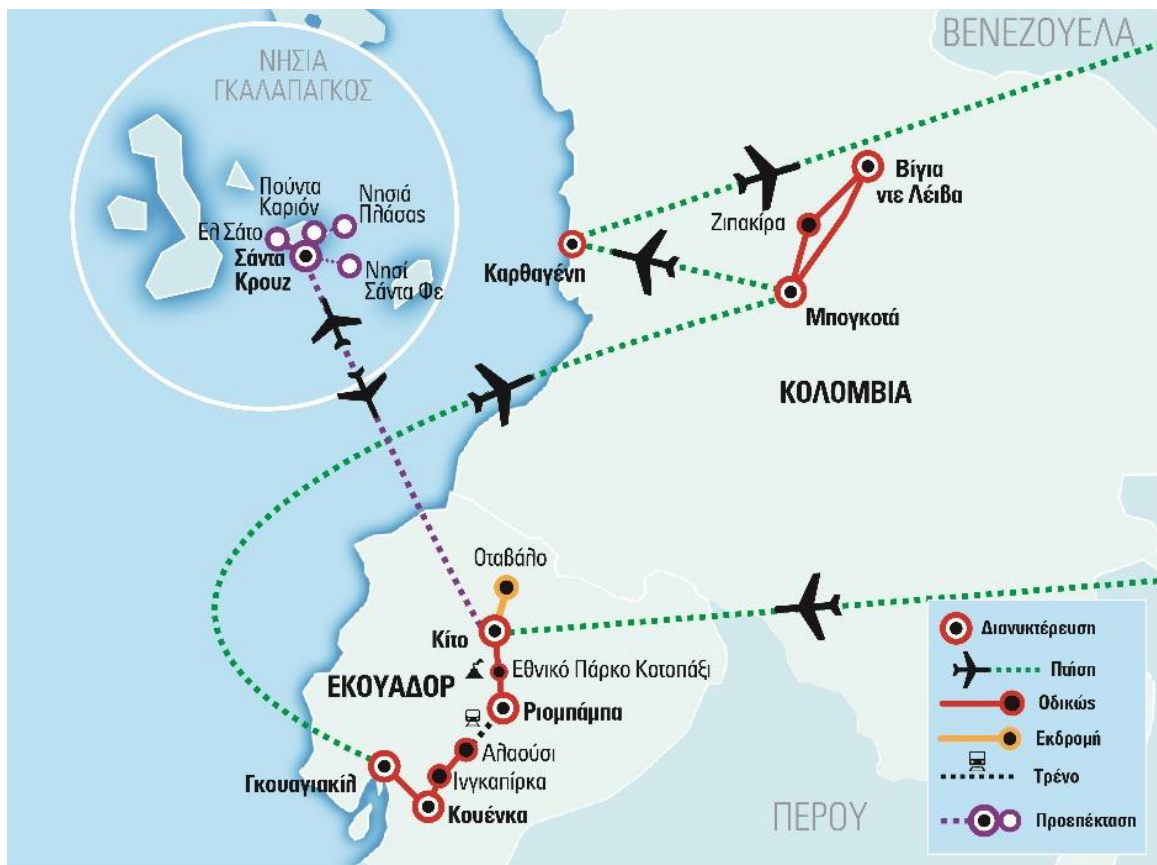 ΒΕΝΕΖΟΥΕΛΑ
ΝΗΣΙΑ
ΓΚΑΛΑΠΑΓΚΟΣ
Πούντα
Καριόν
Νησιά
Πλάσας
Ελ Σάτο
Σάντα
Κρουζ
Νησί
Σάντα Φε
Βίγια
ντε Λέιβα
Ζιπακίρα
Καρθαγένη
Μπογκοτά
ΚΟΛΟΜΒΙΑ
Οταβάλο
Κίτο
Εθνικό Πάρκο Κοτοπάξι
ΕΚΟΥΑΔΟΡ
Ριομπάμπα
Αλαούσι
Γκουαγιακίλ
Ινγκαπίρκα
Κουένκα
ΠΕΡΟΥ
Διανυκτέρευση
Πτήση
Οδικώς
Εκδρομή
Τρένο
Προεπέκταση